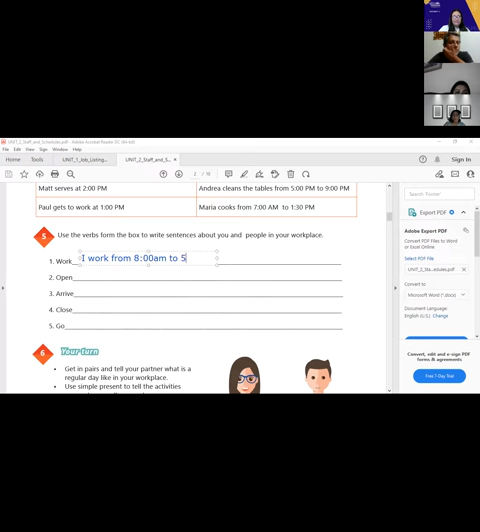 UNIT_2_Staff_and_Schedules.pdf - Adobe Acrobat Reader DC (64-bit)
File Edit View Sign Window Help
Home Tools UNIT_1_Job_Listing... UNIT_2_Staff_and_S... × Sign In
2 / 18
Matt serves at 2:00 PM Andrea cleans the tables from 5:00 PM to 9:00 PM
Paul gets to work at 1:00 PM Maria cooks from 7:00 AM to 1:30 PM
5 Use the verbs form the box to write sentences about you and people in your workplace.
1. Work I work from 8:00am to 5
2. Open
3. Arrive
4. Close
5. Go
6 Your turn
• Get in pairs and tell your partner what is a
regular day like in your workplace.
• Use simple present to tell the activities
Search 'Footer'
Export PDF
Adobe Export PDF
Convert PDF Files to Word
or Excel Online
Select PDF File
UNIT_2_Sta...edules.pdf ×
Convert to
Microsoft Word (*.docx)
Document Language:
English (U.S.) Change
Convert, edit and e-sign PDF
forms & agreements
Free 7-Day Trial